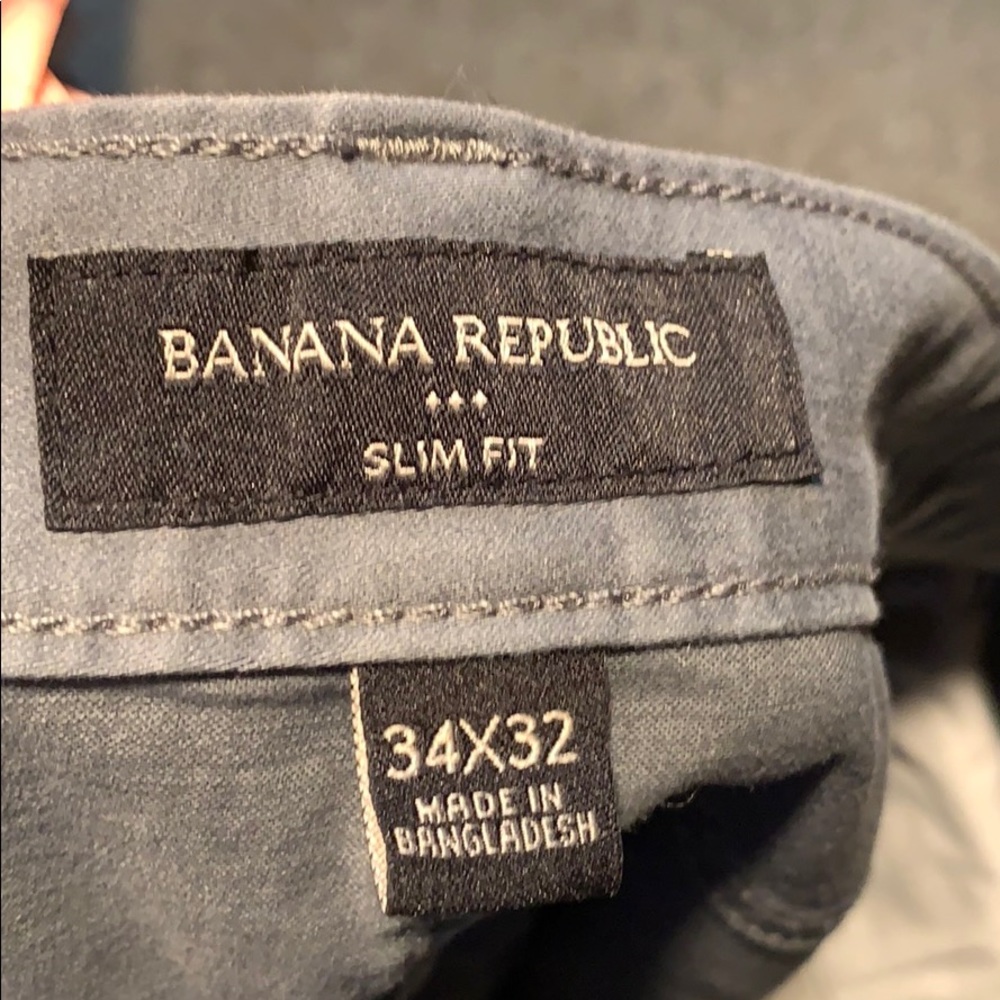 BANANA REPUBLIC
SLIM FIT
34X32
MADE IN
BANGLADESH